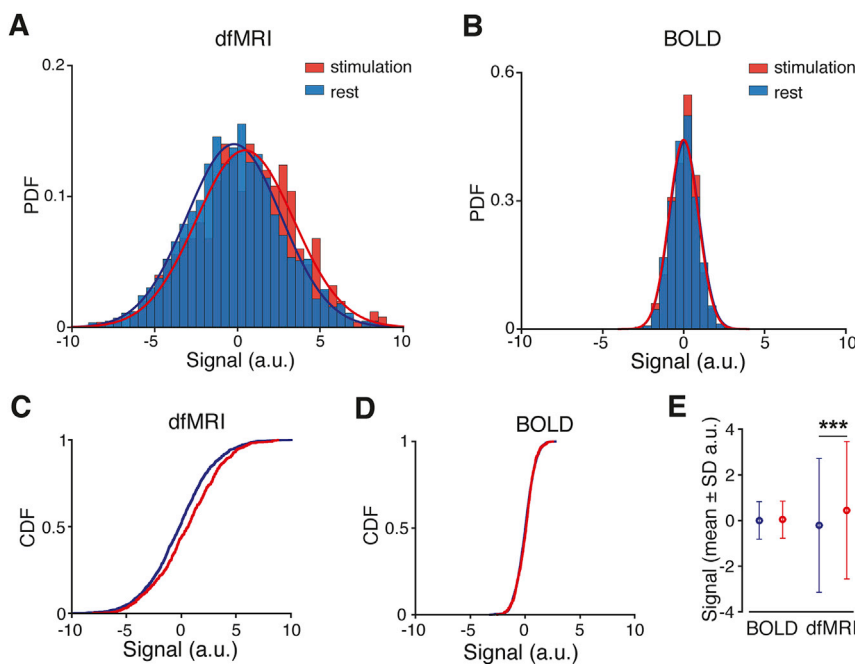 A
dfMRI
stimulation
rest
0.2
0.1
0
PDF
-10 -5 0 5 10
Signal (a.u.)
B
BOLD
stimulation
rest
0.6
0.3
0
PDF
-10 -5 0 5 10
Signal (a.u.)
C
dfMRI
1
0.5
0
CDF
-10 -5 0 5 10
Signal (a.u.)
D
BOLD
1
0.5
0
CDF
-10 -5 0 5 10
Signal (a.u.)
E
***
4
2
0
-2
-4
Signal (mean ± SD a.u.)
BOLD dfMRI